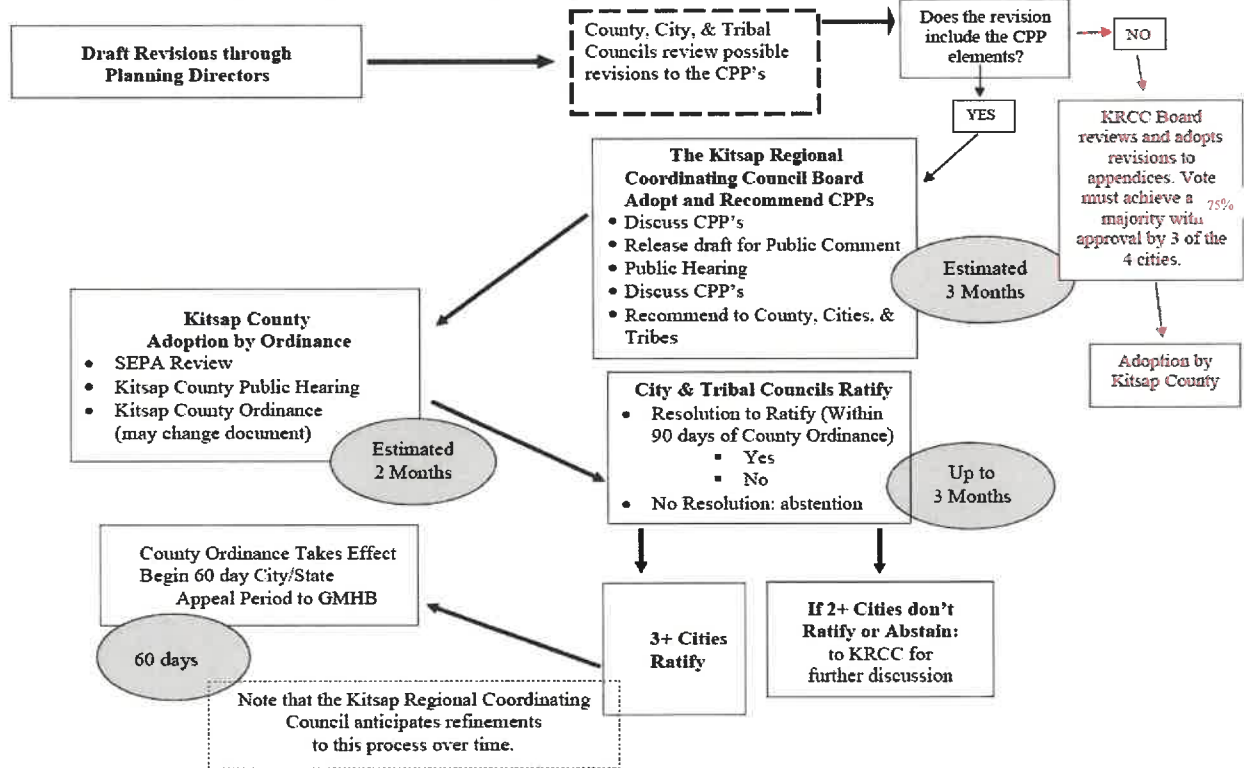 Draft Revisions through
Planning Directors
County, City, & Tribal
Councils review possible
revisions to the CPP's
Does the revision
include the CPP
elements?
NO
YES
KRCC Board
reviews and adopts
revisions to
appendices. Vote
must achieve a 75%
majority with
approval by 3 of the
4 cities.
The Kitsap Regional
Coordinating Council Board
Adopt and Recommend CPPs
• Discuss CPP's
• Release draft for Public Comment
• Public Hearing
• Discuss CPP's
• Recommend to County, Cities, &
Tribes
Estimated
3 Months
Adoption by
Kitsap County
Kitsap County
Adoption by Ordinance
• SEPA Review
• Kitsap County Public Hearing
• Kitsap County Ordinance
(may change document)
Estimated
2 Months
City & Tribal Councils Ratify
• Resolution to Ratify (Within
90 days of County Ordinance)
▪ Yes
▪ No
• No Resolution: abstention
Up to
3 Months
County Ordinance Takes Effect
Begin 60 day City/State
Appeal Period to GMHB
60 days
3+ Cities
Ratify
If 2+ Cities don't
Ratify or Abstain:
to KRCC for
further discussion
Note that the Kitsap Regional Coordinating
Council anticipates refinements
to this process over time.